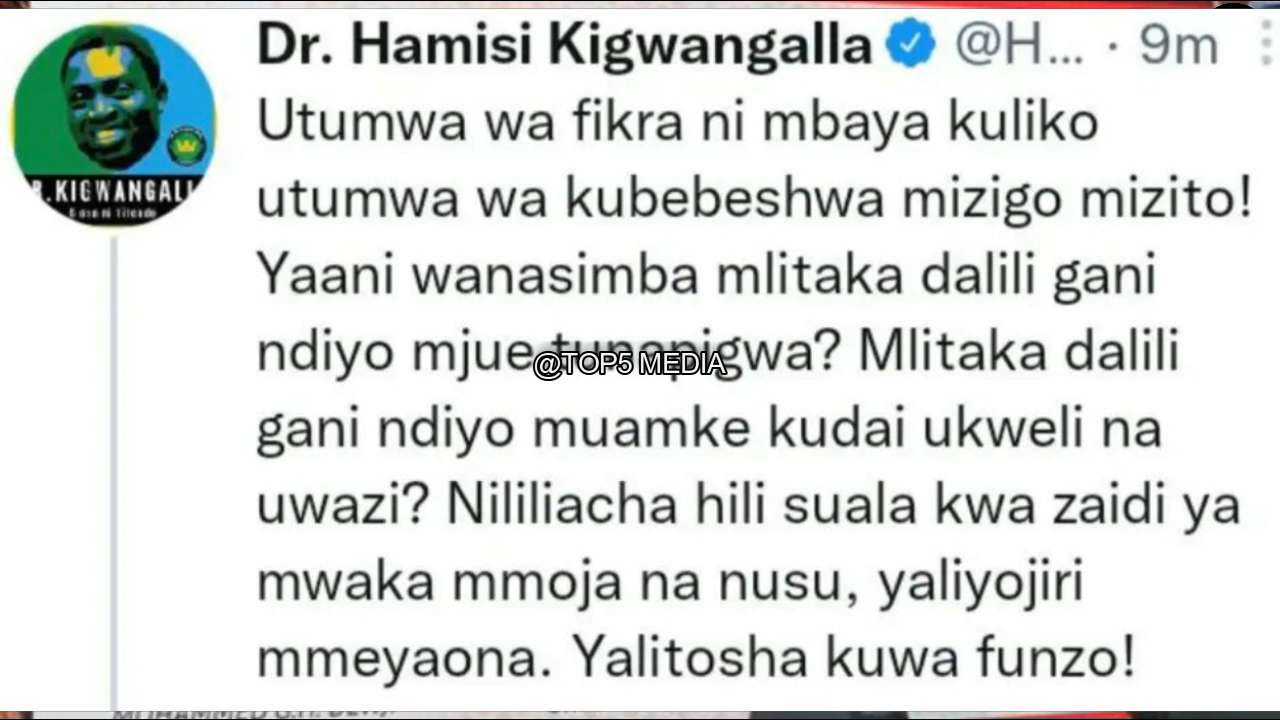 Dr. Hamisi Kigwangalla @H... · 9m
Utumwa wa fikra ni mbaya kuliko
utumwa wa kubebeshwa mizigo mizito!
Yaani wanasimba mlitaka dalili gani
ndiyo mjue tunapigwa? Mlitaka dalili
@TOP5 MEDIA
gani ndiyo muamke kudai ukweli na
uwazi? Nililiacha hili suala kwa zaidi ya
mwaka mmoja na nusu, yaliyojiri
mmeyaona. Yalitosha kuwa funzo!
R.KIGWANGALL